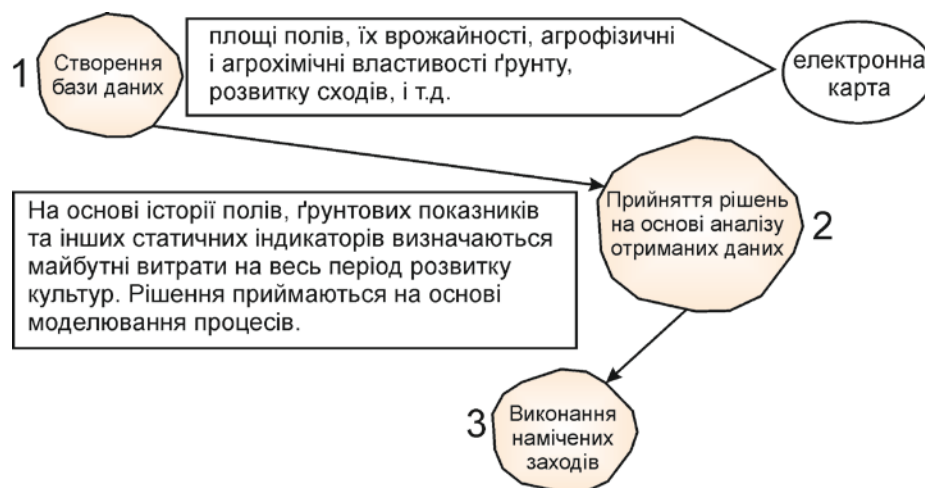 1
Створення
бази даних
площі полів, їх врожайності, агрофізичні
і агрохімічні властивості ґрунту,
розвитку сходів, і т.д.
електронна
карта
На основі історії полів, ґрунтових показників
та інших статичних індикаторів визначаються
майбутні витрати на весь період розвитку
культур. Рішення приймаються на основі
моделювання процесів.
Прийняття рішень
на основі аналізу
отриманих даних
2
3
Виконання
намічених
заходів